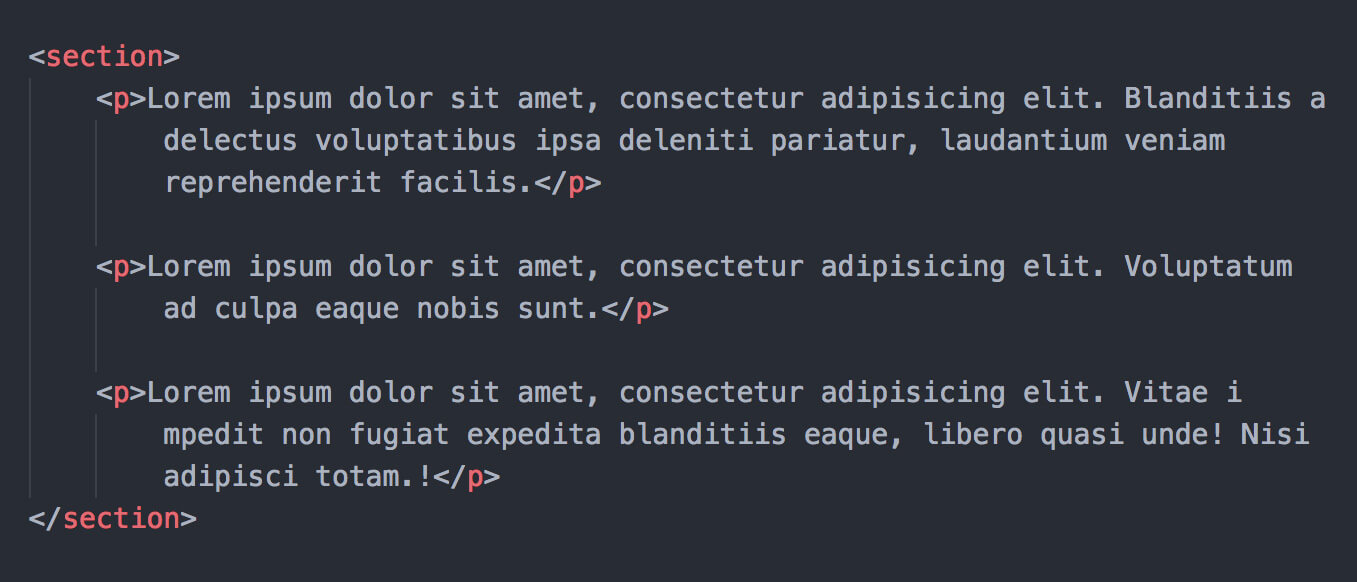 <section>
<p>Lorem ipsum dolor sit amet, consectetur adipisicing elit. Blanditiis a
delectus voluptatibus ipsa deleniti pariatur, laudantium veniam
reprehenderit facilis.</p>
<p>Lorem ipsum dolor sit amet, consectetur adipisicing elit. Voluptatum
ad culpa eaque nobis sunt.</p>
<p>Lorem ipsum dolor sit amet, consectetur adipisicing elit. Vitae i
mpedit non fugiat expedita blanditiis eaque, libero quasi unde! Nisi
adipisci totam.!</p>
</section>